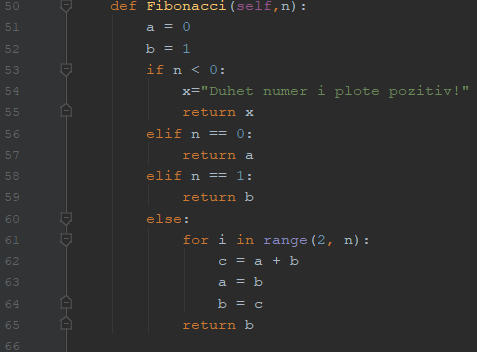 50 def Fibonacci(self,n):
51 a = 0
52 b = 1
53 if n < 0:
54 x="Duhet numer i plote pozitiv!"
55 return x
56 elif n == 0:
57 return a
58 elif n == 1:
59 return b
60 else:
61 for i in range(2, n):
62 c = a + b
63 a = b
64 b = c
65 return b
66